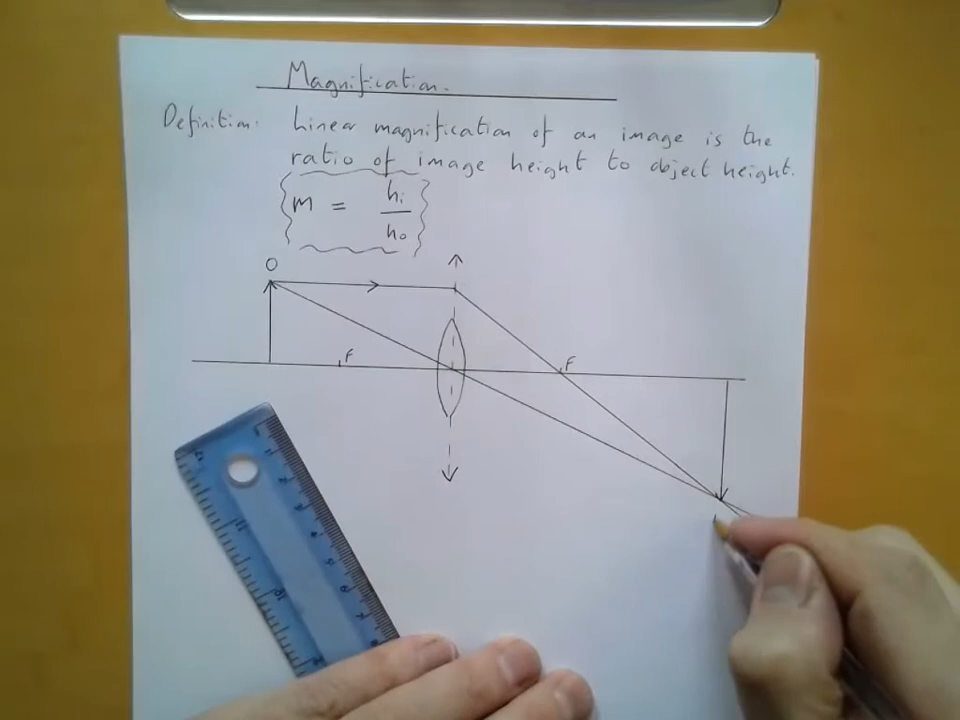 Magnification.
Definition: Linear magnification of an image is the
ratio of image height to object height.
m = hi
ho
O
F
F